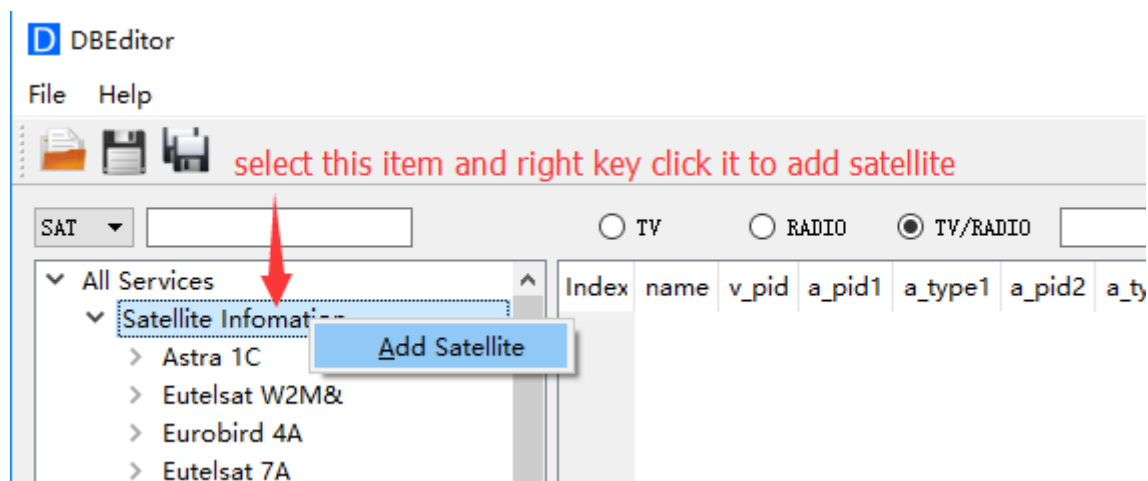 D DBEditor
File Help
select this item and right key click it to add satellite
SAT TV RADIO TV/RADIO
All Services
Index name v_pid a_pid1 a_type1 a_pid2 a_ty
Satellite Infomation
Add Satellite
Astra 1C
Eutelsat W2M&
Eurobird 4A
Eutelsat 7A